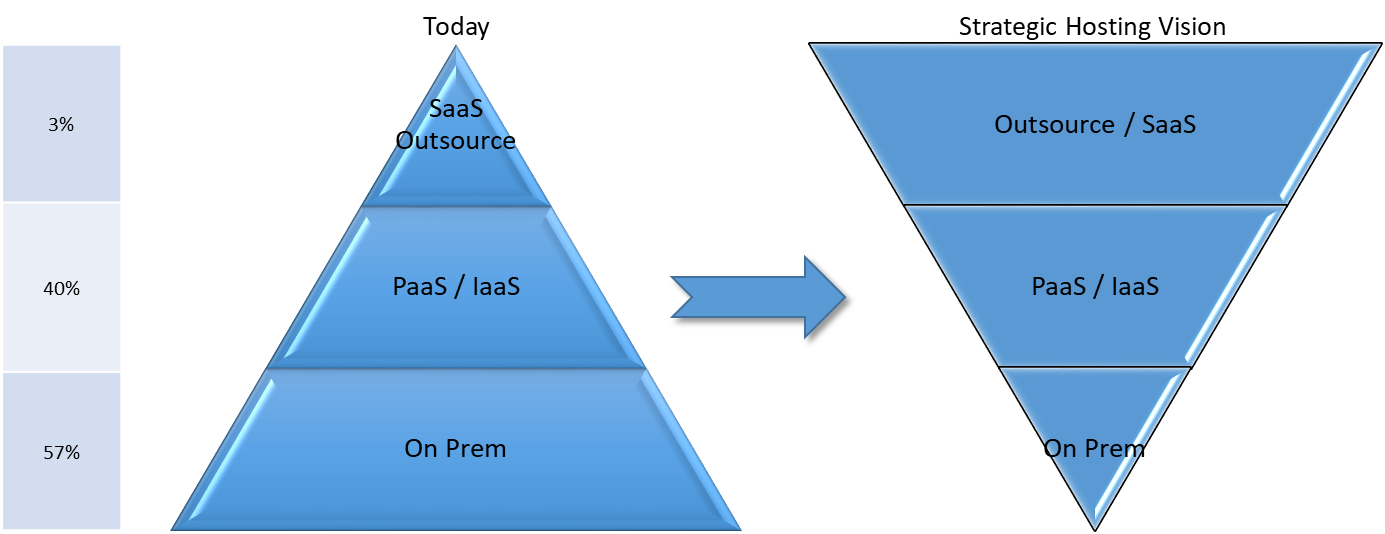 Today
Strategic Hosting Vision
3%
SaaS
Outsource
Outsource / SaaS
40%
PaaS / IaaS
PaaS / IaaS
57%
On Prem
On Prem